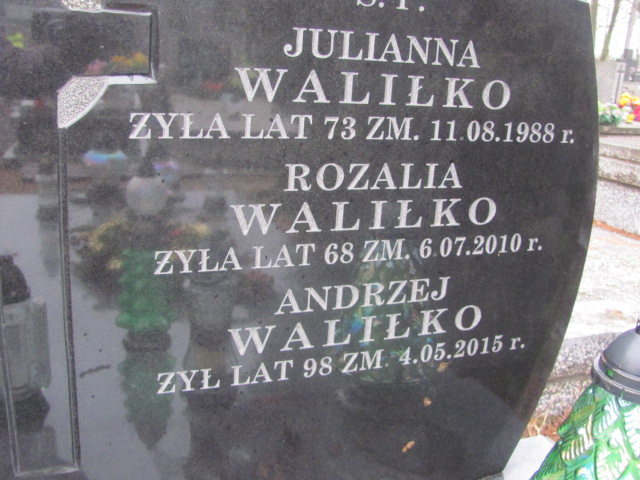 Ś. P.
JULIANNA
WALIŁKO
ŻYŁA LAT 73 ZM. 11.08.1988 r.
ROZALIA
WALIŁKO
ŻYŁA LAT 68 ZM. 6.07.2010 r.
ANDRZEJ
WALIŁKO
ŻYŁ LAT 98 ZM 4.05.2015 r.